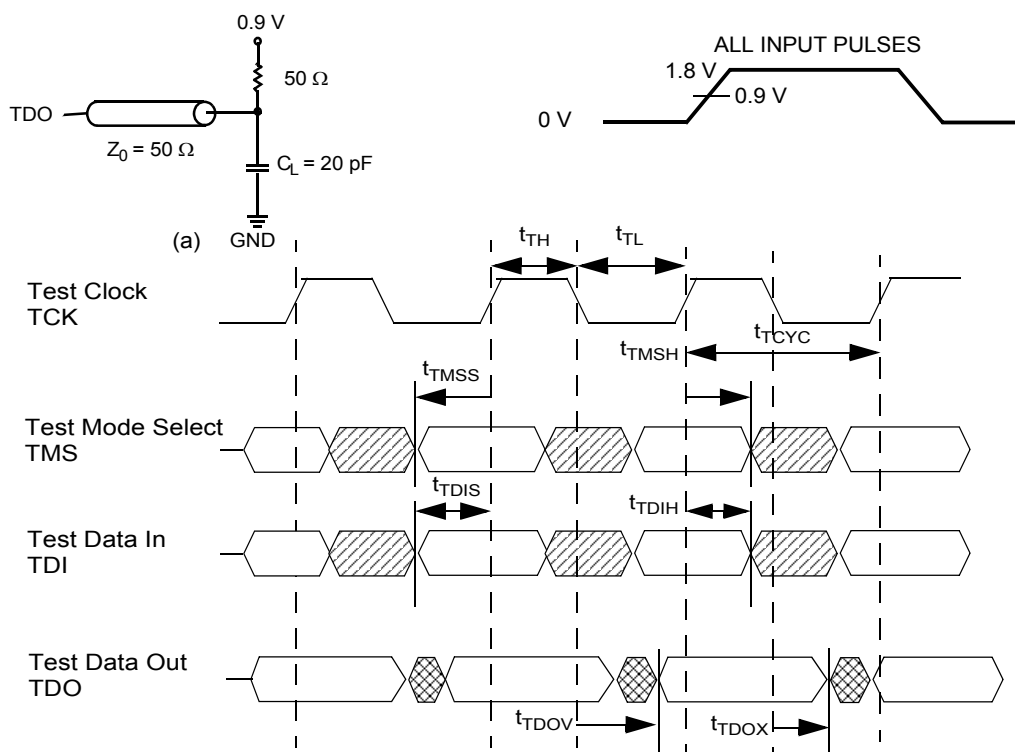 0.9 V
50 Ω
TDO
Z0 = 50 Ω
CL = 20 pF
(a)
GND
ALL INPUT PULSES
1.8 V
0.9 V
0 V
tTH
tTL
Test Clock
TCK
tTCYC
tTMSH
tTMSS
Test Mode Select
TMS
tTDIS
tTDIH
Test Data In
TDI
Test Data Out
TDO
tTDOV
tTDOX